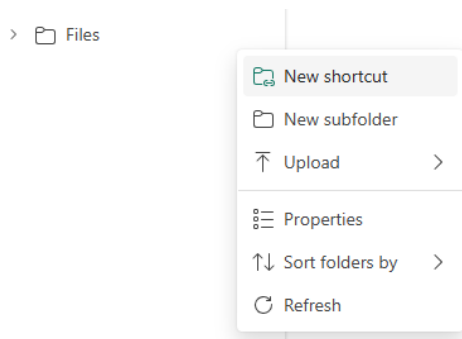 Files
New shortcut
New subfolder
Upload
Properties
Sort folders by
Refresh